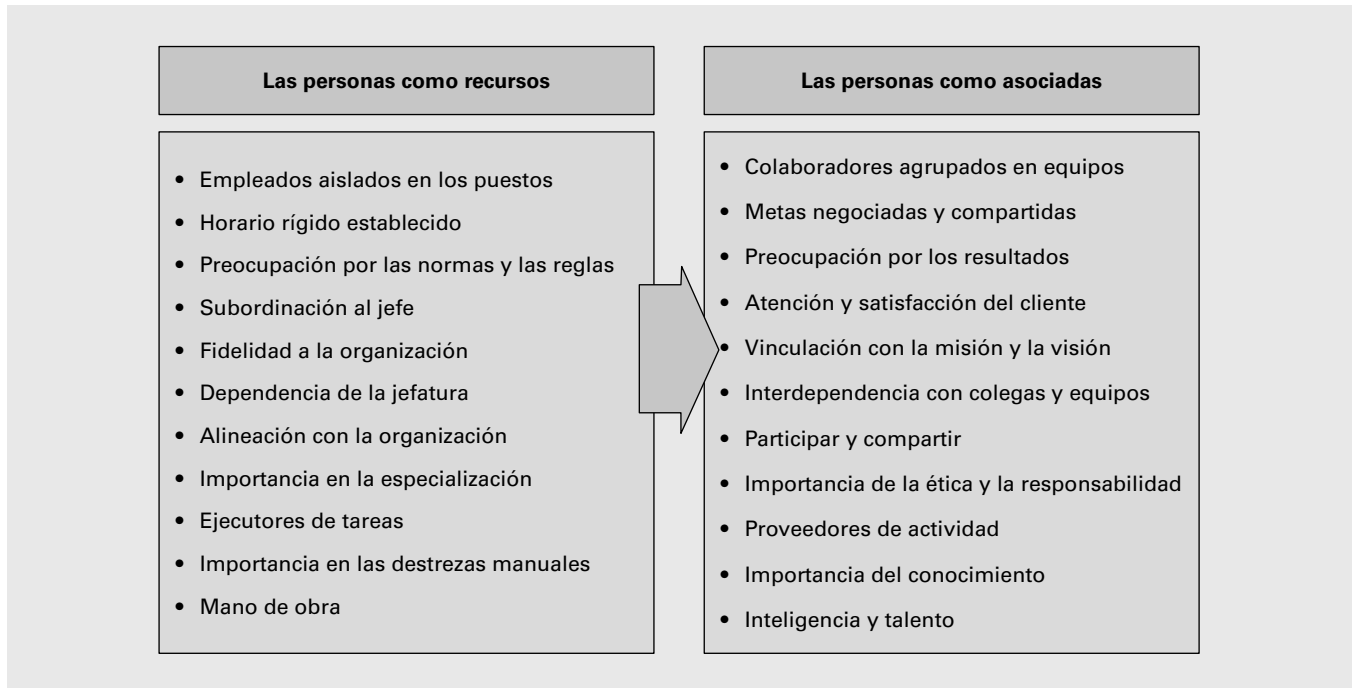 Las personas como recursos
• Empleados aislados en los puestos
• Horario rígido establecido
• Preocupación por las normas y las reglas
• Subordinación al jefe
• Fidelidad a la organización
• Dependencia de la jefatura
• Alineación con la organización
• Importancia en la especialización
• Ejecutores de tareas
• Importancia en las destrezas manuales
• Mano de obra
Las personas como asociadas
• Colaboradores agrupados en equipos
• Metas negociadas y compartidas
• Preocupación por los resultados
• Atención y satisfacción del cliente
• Vinculación con la misión y la visión
• Interdependencia con colegas y equipos
• Participar y compartir
• Importancia de la ética y la responsabilidad
• Proveedores de actividad
• Importancia del conocimiento
• Inteligencia y talento